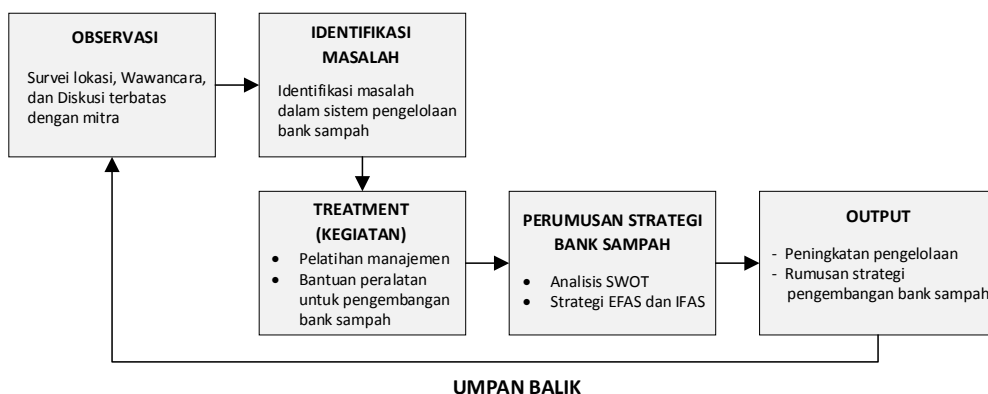 OBSERVASI
Survei lokasi, Wawancara,
dan Diskusi terbatas
dengan mitra
IDENTIFIKASI
MASALAH
Identifikasi masalah
dalam sistem pengelolaan
bank sampah
TREATMENT
(KEGIATAN)
• Pelatihan manajemen
• Bantuan peralatan
untuk pengembangan
bank sampah
PERUMUSAN STRATEGI
BANK SAMPAH
• Analisis SWOT
• Strategi EFAS dan IFAS
OUTPUT
- Peningkatan pengelolaan
- Rumusan strategi
pengembangan bank sampah
UMPAN BALIK